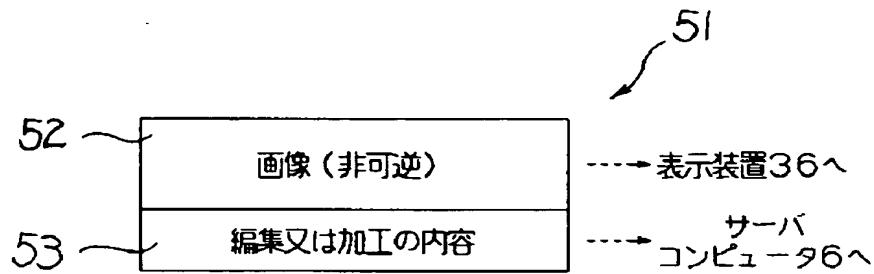 51
52
画像(非可逆)
表示装置36へ
53
編集又は加工の内容
サーバ
コンピュータ6へ